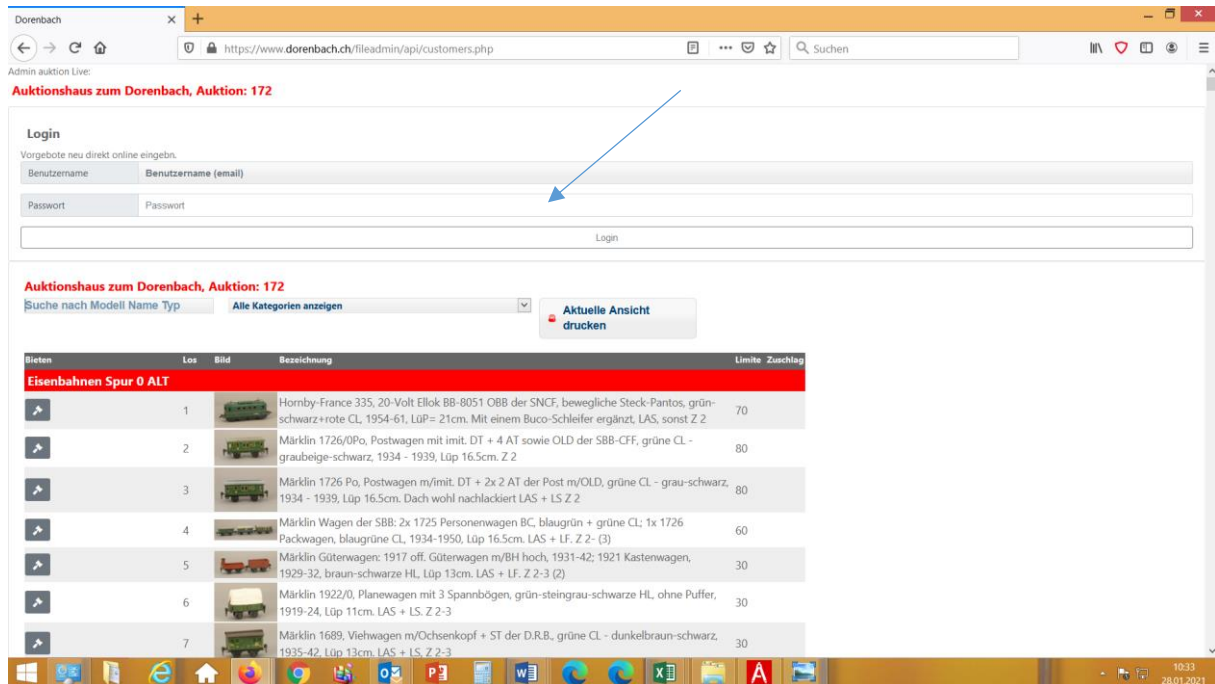 Dorenbach
https://www.dorenbach.ch/fileadmin/api/customers.php
Suchen
Admin auktion Live:
Auktionshaus zum Dorenbach, Auktion: 172
Login
Vorgebote neu direkt online eingebn.
Benutzername Benutzername (email)
Passwort Passwort
Login
Auktionshaus zum Dorenbach, Auktion: 172
Suche nach Modell Name Typ Alle Kategorien anzeigen Aktuelle Ansicht
drucken
Bieten Los Bild Bezeichnung Limite Zuschlag
Eisenbahnen Spur 0 ALT
1 Hornby-France 335, 20-Volt Ellok BB-8051 OBB der SNCF, bewegliche Steck-Pantos, grün- 70
schwarz+rote CL, 1954-61, LüP= 21cm. Mit einem Buco-Schleifer ergänzt, LAS, sonst Z 2
2 Märklin 1726/0Po, Postwagen mit imit. DT + 4 AT sowie OLD der SBB-CFF, grüne CL - 80
graubeige-schwarz, 1934 - 1939, Lüp 16.5cm. Z 2
3 Märklin 1726 Po, Postwagen m/imit. DT + 2x 2 AT der Post m/OLD, grüne CL - grau-schwarz, 80
1934 - 1939, Lüp 16.5cm. Dach wohl nachlackiert LAS + LS Z 2
4 Märklin Wagen der SBB: 2x 1725 Personenwagen BC, blaugrün + grüne CL; 1x 1726 60
Packwagen, blaugrüne CL, 1934-1950, Lüp 16.5cm. LAS + LF. Z 2- (3)
5 Märklin Güterwagen: 1917 off. Güterwagen m/BH hoch, 1931-42; 1921 Kastenwagen, 30
1929-32, braun-schwarze HL, Lüp 13cm. LAS + LF. Z 2-3 (2)
6 Märklin 1922/0, Planewagen mit 3 Spannbögen, grün-steingrau-schwarze HL, ohne Puffer, 30
1919-24, Lüp 11cm. LAS + LS. Z 2-3
7 Märklin 1689, Viehwagen m/Ochsenkopf + ST der D.R.B., grüne CL - dunkelbraun-schwarz, 30
1935-42, Lüp 13cm. LAS + LF. Z 2-3
10:33
28.01.2021